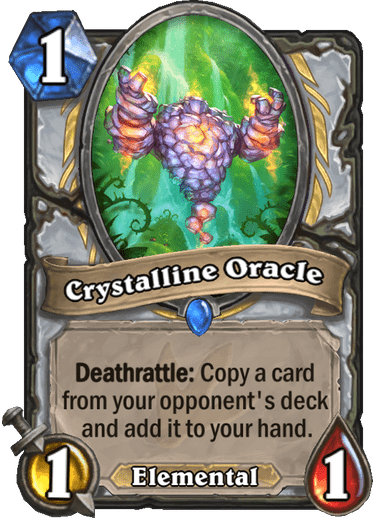 1
Crystalline Oracle
Deathrattle: Copy a card
from your opponent's deck
and add it to your hand.
1
Elemental
1